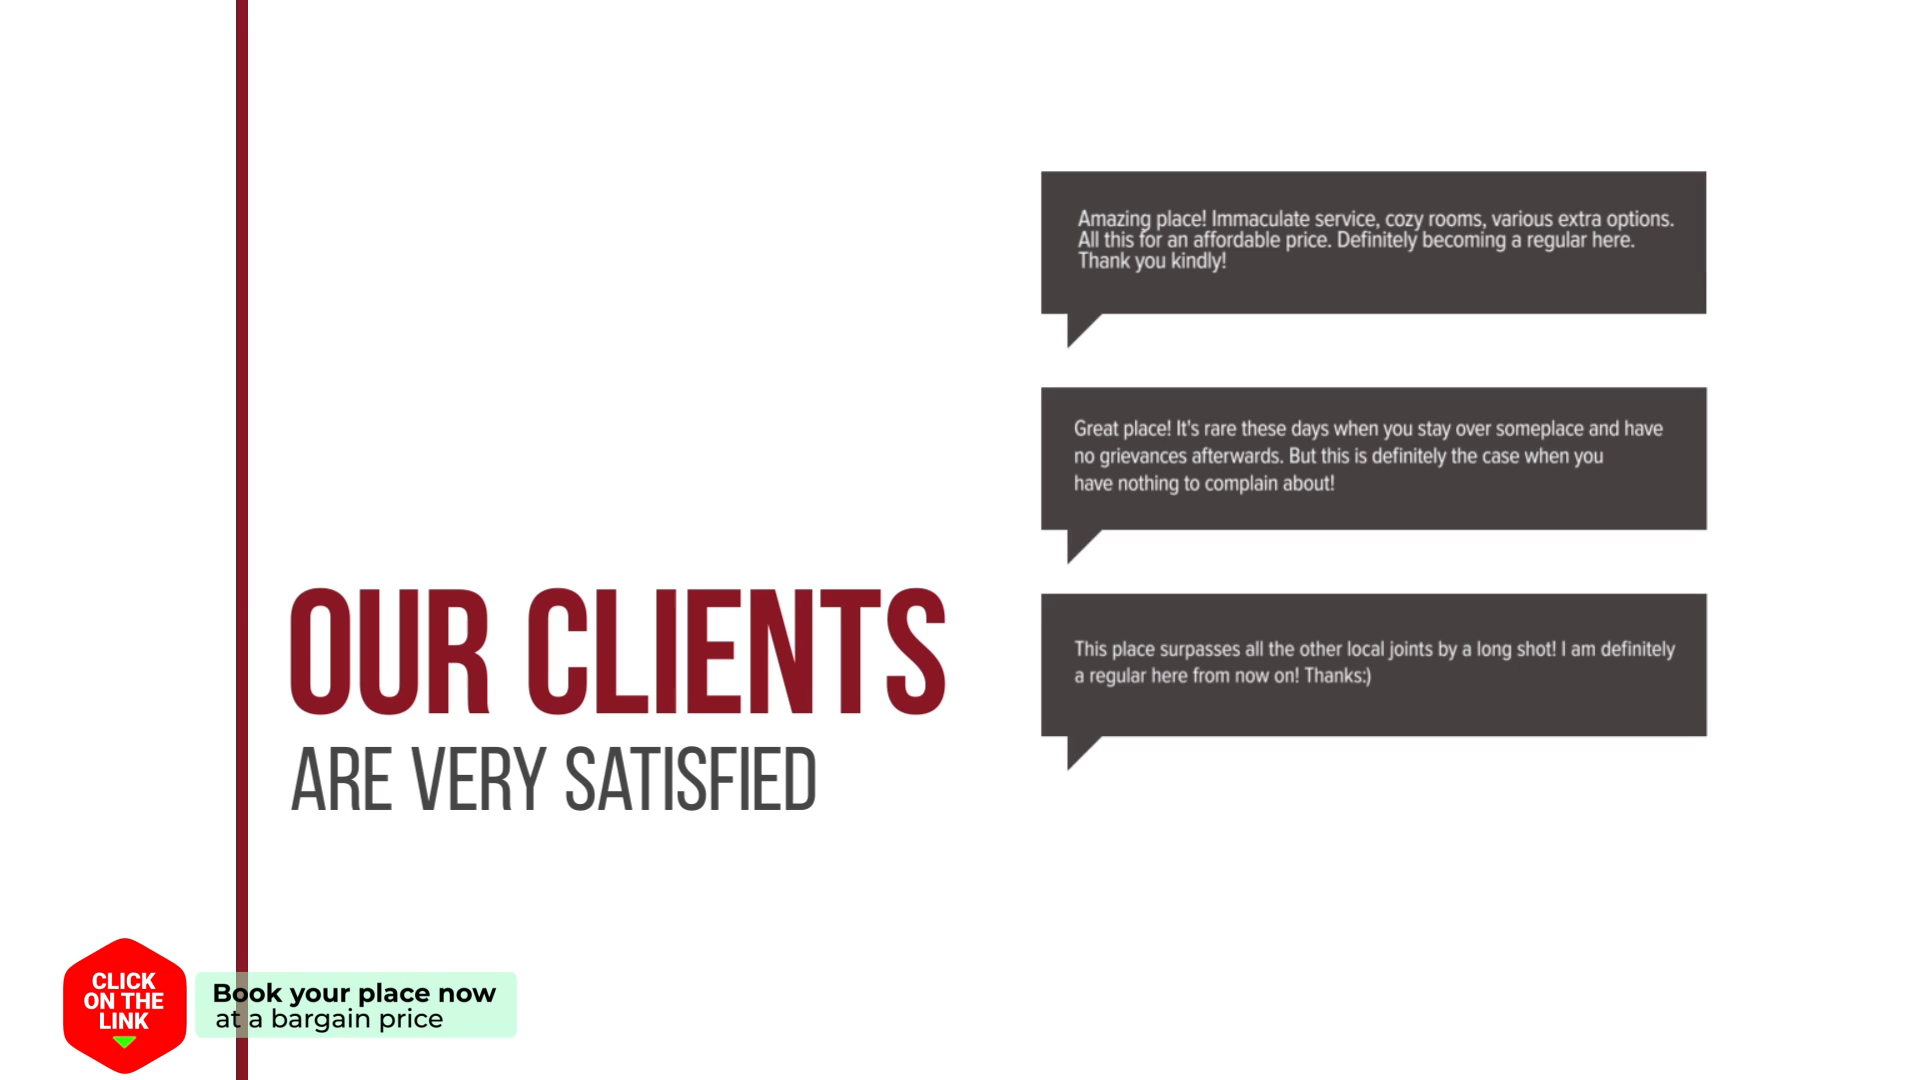 OUR CLIENTS
ARE VERY SATISFIED
Amazing place! Immaculate service, cozy rooms, various extra options.
All this for an affordable price. Definitely becoming a regular here.
Thank you kindly!
Great place! It's rare these days when you stay over someplace and have
no grievances afterwards. But this is definitely the case when you
have nothing to complain about!
This place surpasses all the other local joints by a long shot! I am definitely
a regular here from now on! Thanks:)
CLICK
ON THE
LINK
Book your place now
at a bargain price